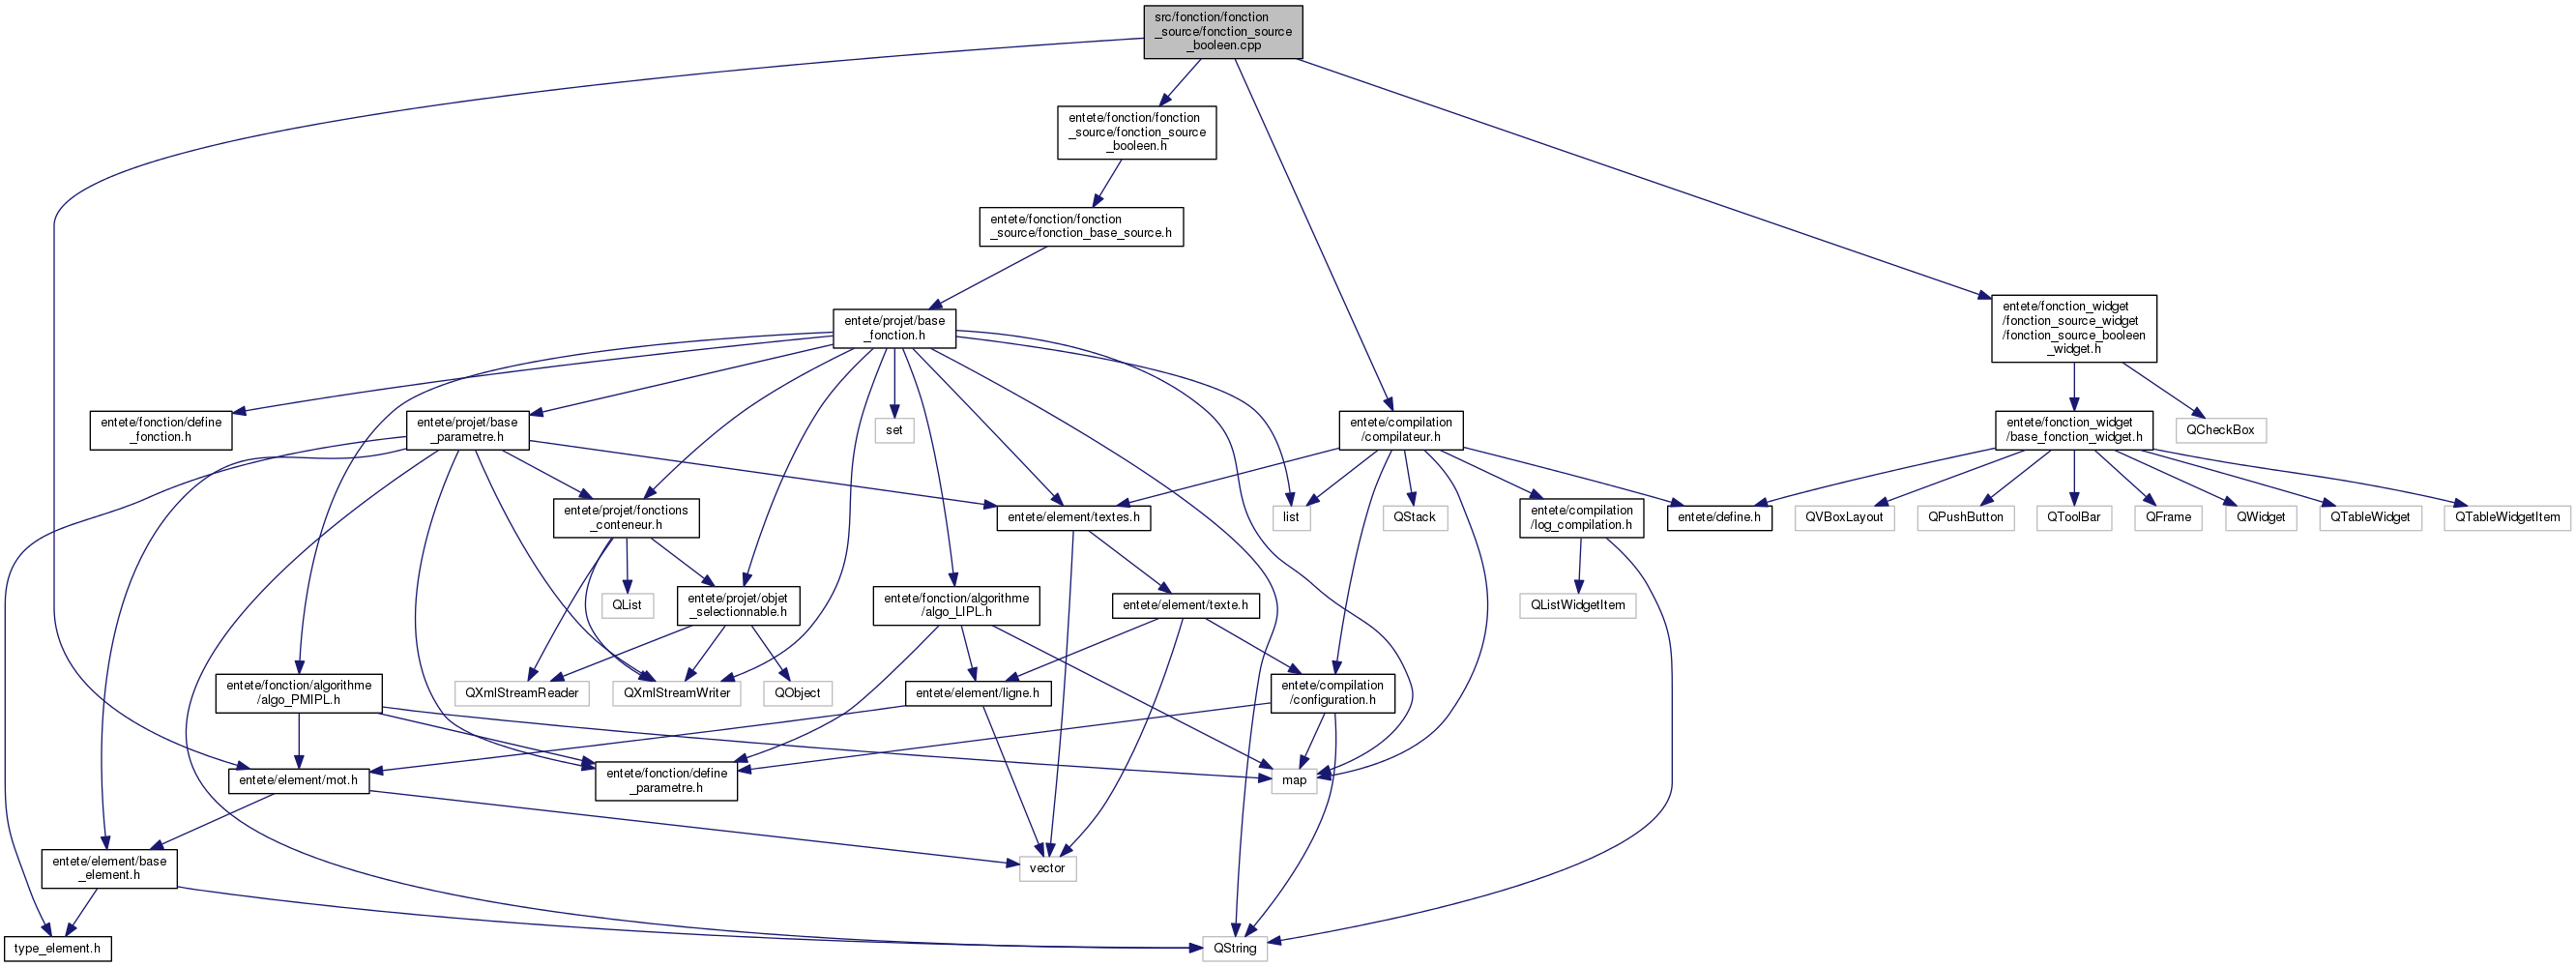 src/fonction/fonction
_source/fonction_source
_booleen.cpp
entete/fonction/fonction
_source/fonction_source
_booleen.h
entete/fonction/fonction
_source/fonction_base_source.h
entete/projet/base
_fonction.h
entete/fonction_widget
/fonction_source_widget
/fonction_source_booleen
_widget.h
entete/fonction/define
_fonction.h
entete/projet/base
_parametre.h
set
entete/compilation
/compilateur.h
entete/fonction_widget
/base_fonction_widget.h
QCheckBox
entete/projet/fonctions
_conteneur.h
entete/element/textes.h
list
QStack
entete/compilation
/log_compilation.h
entete/define.h
QVBoxLayout
QPushButton
QToolBar
QFrame
QWidget
QTableWidget
QTableWidgetItem
QList
entete/projet/objet
_selectionnable.h
entete/fonction/algorithme
/algo_LIPL.h
entete/element/texte.h
QListWidgetItem
entete/fonction/algorithme
/algo_PMIPL.h
QXmlStreamReader
QXmlStreamWriter
QObject
entete/element/ligne.h
entete/compilation
/configuration.h
entete/element/mot.h
entete/fonction/define
_parametre.h
map
entete/element/base
_element.h
vector
type_element.h
QString